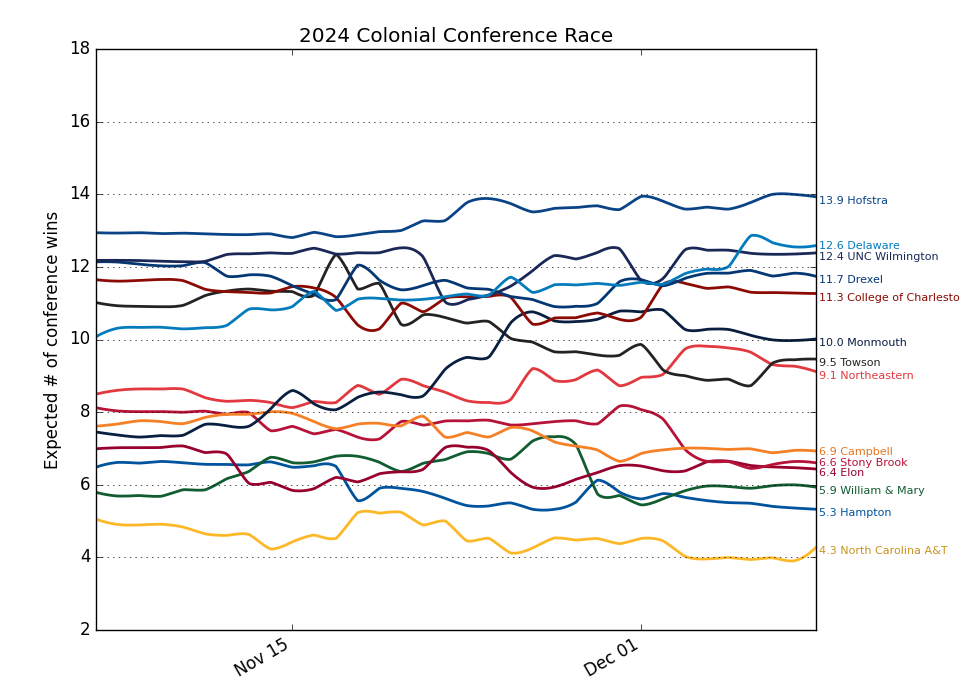 2024 Colonial Conference Race
Expected # of conference wins
18
16
14
12
10
8
6
4
2
Nov 15
Dec 01
13.9 Hofstra
12.6 Delaware
12.4 UNC Wilmington
11.7 Drexel
11.3 College of Charlesto
10.0 Monmouth
9.5 Towson
9.1 Northeastern
6.9 Campbell
6.6 Stony Brook
6.4 Elon
5.9 William & Mary
5.3 Hampton
4.3 North Carolina A&T